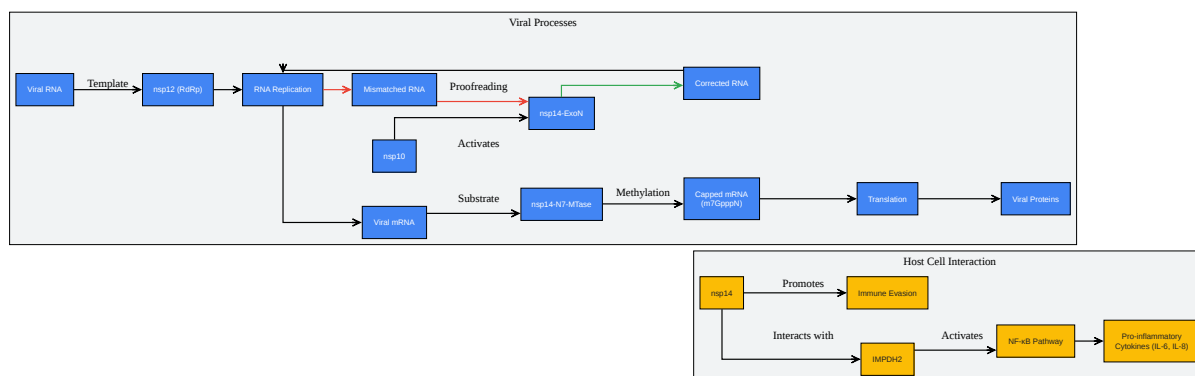 Viral Processes
Viral RNA
Template
nsp12 (RdRp)
RNA Replication
Mismatched RNA
Proofreading
nsp14-ExoN
Corrected RNA
nsp10
Activates
Viral mRNA
Substrate
nsp14-N7-MTase
Methylation
Capped mRNA
(m7GpppN)
Translation
Viral Proteins
Host Cell Interaction
nsp14
Promotes
Immune Evasion
Interacts with
IMPDH2
Activates
NF-κB Pathway
Pro-inflammatory
Cytokines (IL-6, IL-8)